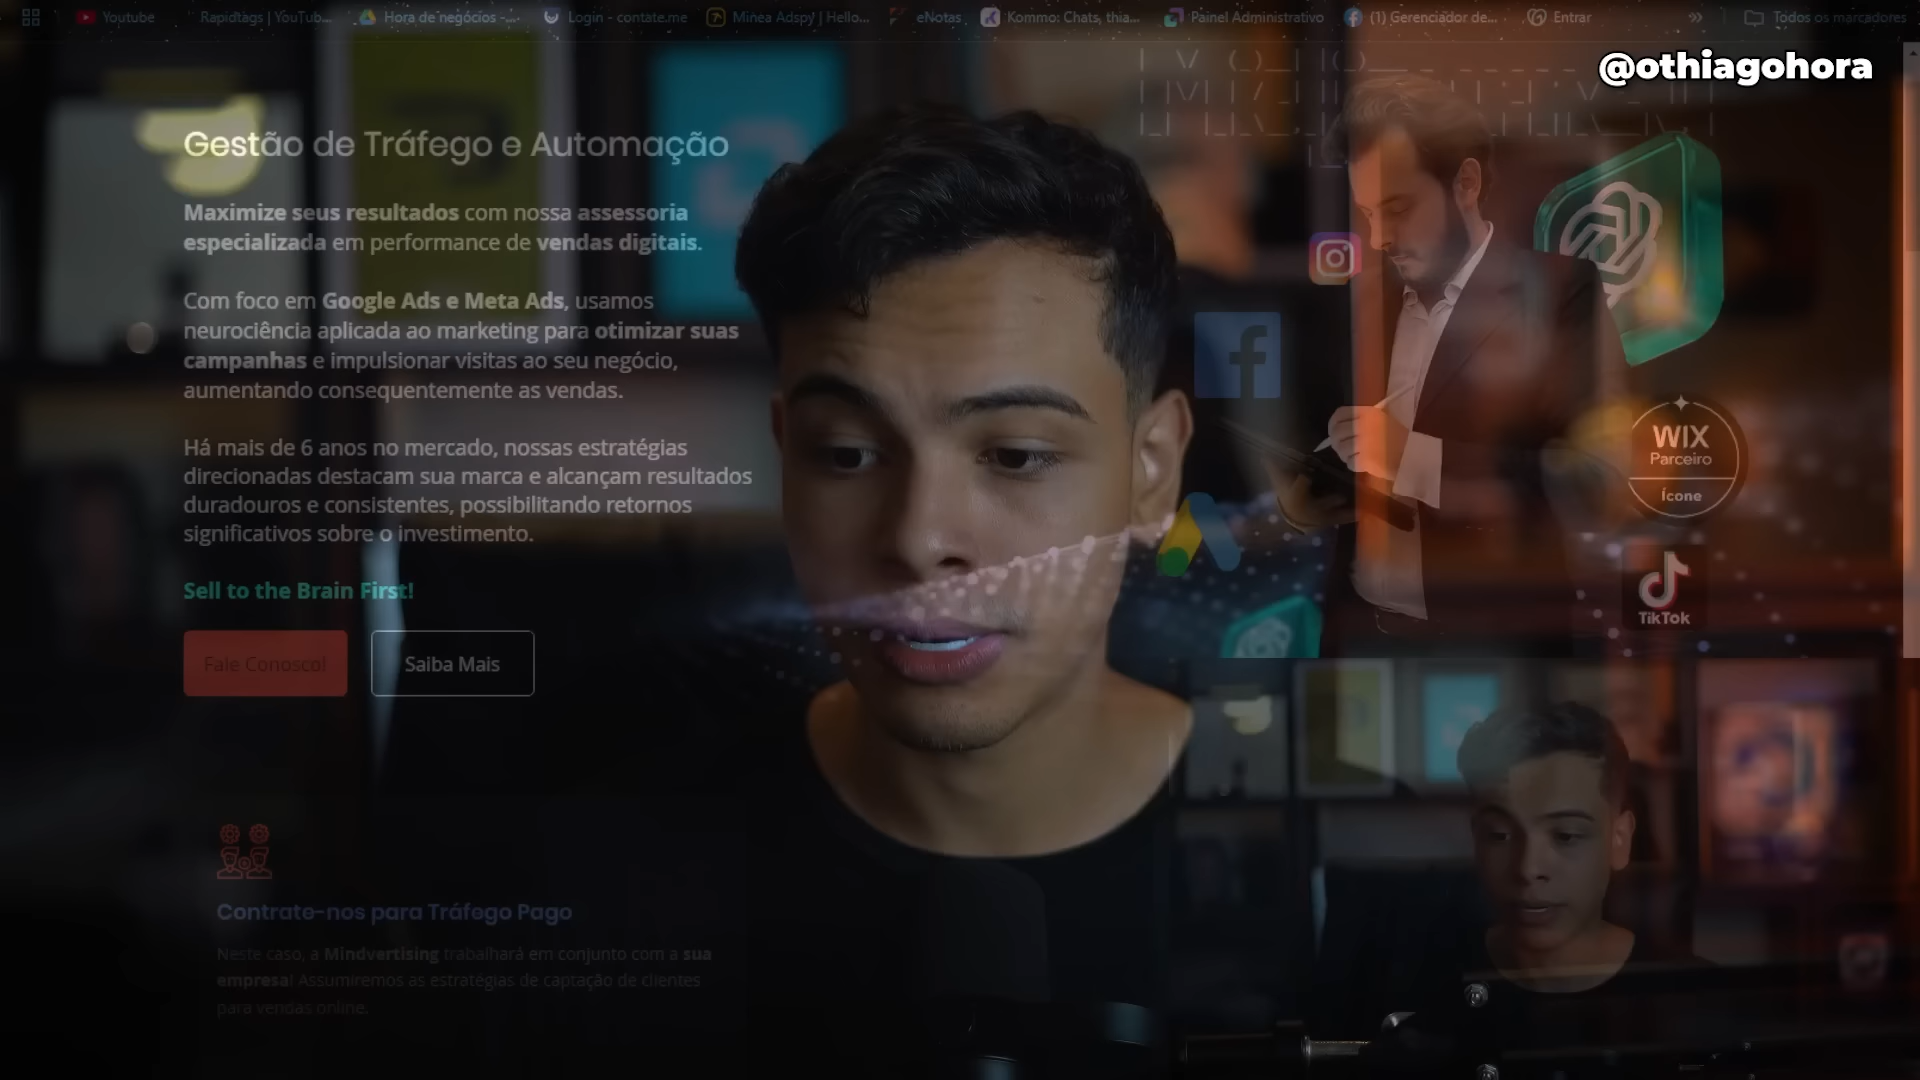 Youtube
Rapidtags | YouTub...
Hora de negócios -...
Login - contate.me
Minea Adspy | Hello...
eNotas
Kommo: Chats, thia...
Painel Administrativo
(1) Gerenciador de...
Entrar
»
Todos os marcadores
@othiagohora
Gestão de Tráfego e Automação
Maximize seus resultados com nossa assessoria
especializada em performance de vendas digitais.
Com foco em Google Ads e Meta Ads, usamos
neurociência aplicada ao marketing para otimizar suas
campanhas e impulsionar visitas ao seu negócio,
aumentando consequentemente as vendas.
Há mais de 6 anos no mercado, nossas estratégias
direcionadas destacam sua marca e alcançam resultados
duradouros e consistentes, possibilitando retornos
significativos sobre o investimento.
Sell to the Brain First!
Fale Conosco!
Saiba Mais
WIX
Parceiro
Ícone
TikTok
Contrate-nos para Tráfego Pago
Neste caso, a Mindvertising trabalhará em conjunto com a sua
empresa! Assumiremos as estratégias de captação de clientes
para vendas online.